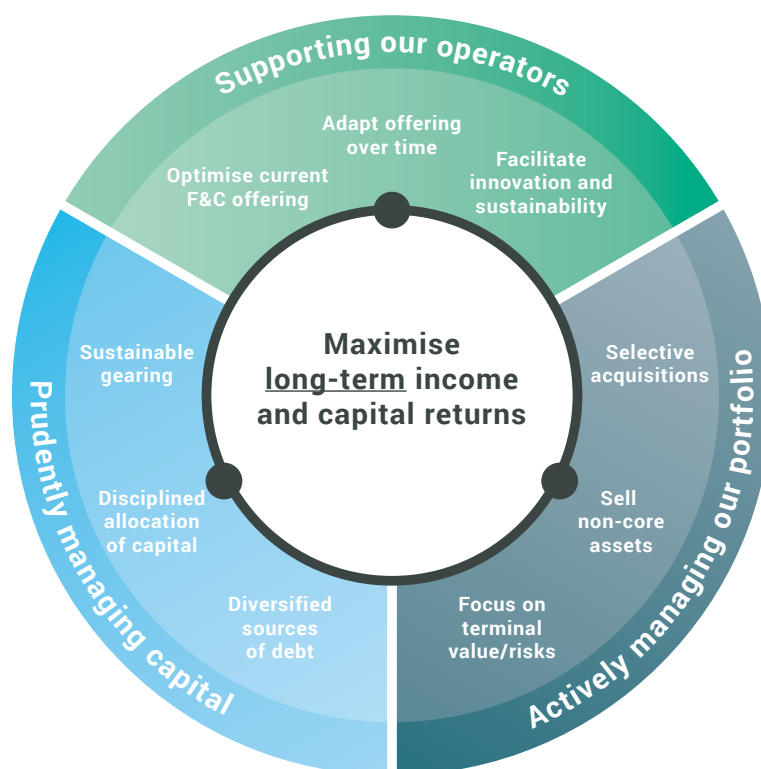 Supporting our operators
Adapt offering
over time
Optimise current
F&C offering
Facilitate
innovation and
sustainability
Maximise
long-term income
and capital returns
Sustainable
gearing
Disciplined
allocation
of capital
Diversified
sources
of debt
Prudently managing capital
Selective
acquisitions
Sell
non-core
assets
Focus on
terminal
value/risks
Actively managing our portfolio